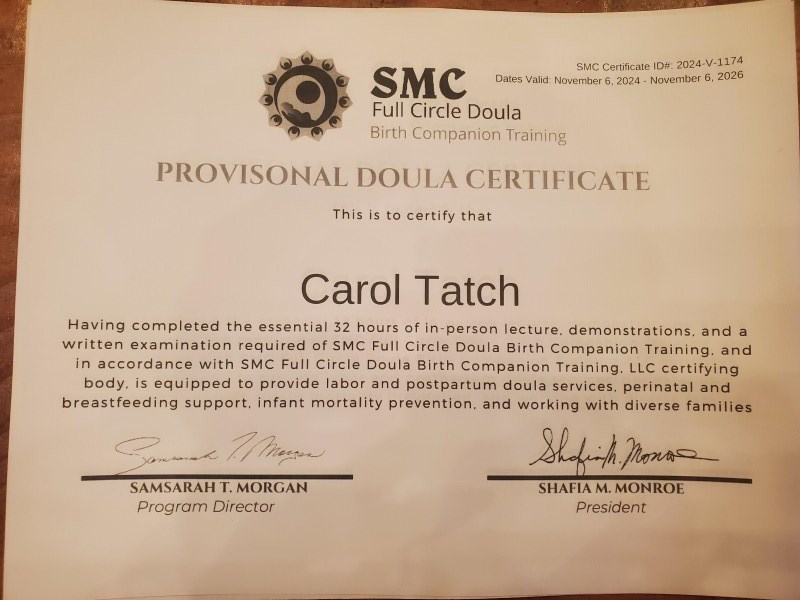 SMC Certificate ID#: 2024-V-1174
Dates Valid: November 6, 2024 - November 6, 2026
SMC
Full Circle Doula
Birth Companion Training
PROVISONAL DOULA CERTIFICATE
This is to certify that
Carol Tatch
Having completed the essential 32 hours of in-person lecture, demonstrations, and a
written examination required of SMC Full Circle Doula Birth Companion Training, and
in accordance with SMC Full Circle Doula Birth Companion Training, LLC certifying
body, is equipped to provide labor and postpartum doula services, perinatal and
breastfeeding support, infant mortality prevention, and working with diverse families
Samsarah T. Morgan
Shafia M. Monroe
SAMSARAH T. MORGAN
Program Director
SHAFIA M. MONROE
President